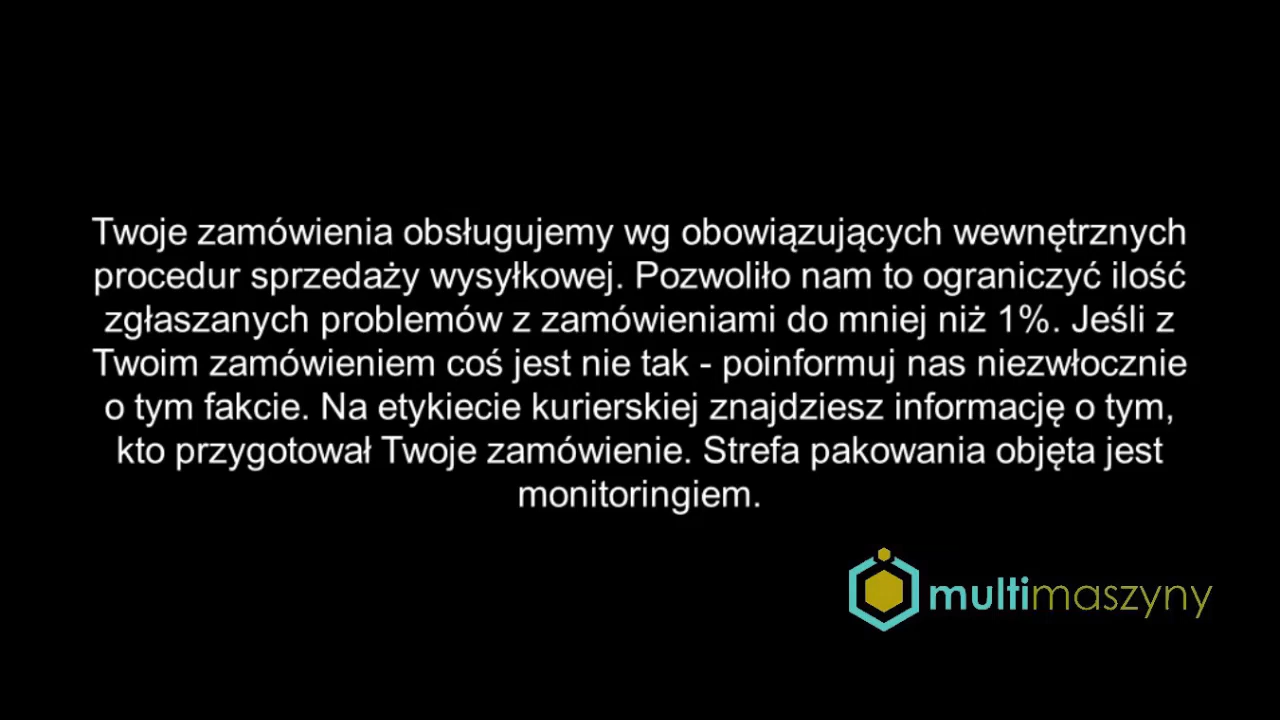 Twoje zamówienia obsługujemy wg obowiązujących wewnętrznych
procedur sprzedaży wysyłkowej. Pozwoliło nam to ograniczyć ilość
zgłaszanych problemów z zamówieniami do mniej niż 1%. Jeśli z
Twoim zamówieniem coś jest nie tak - poinformuj nas niezwłocznie
o tym fakcie. Na etykiecie kurierskiej znajdziesz informację o tym,
kto przygotował Twoje zamówienie. Strefa pakowania objęta jest
monitoringiem.
multimaszyny